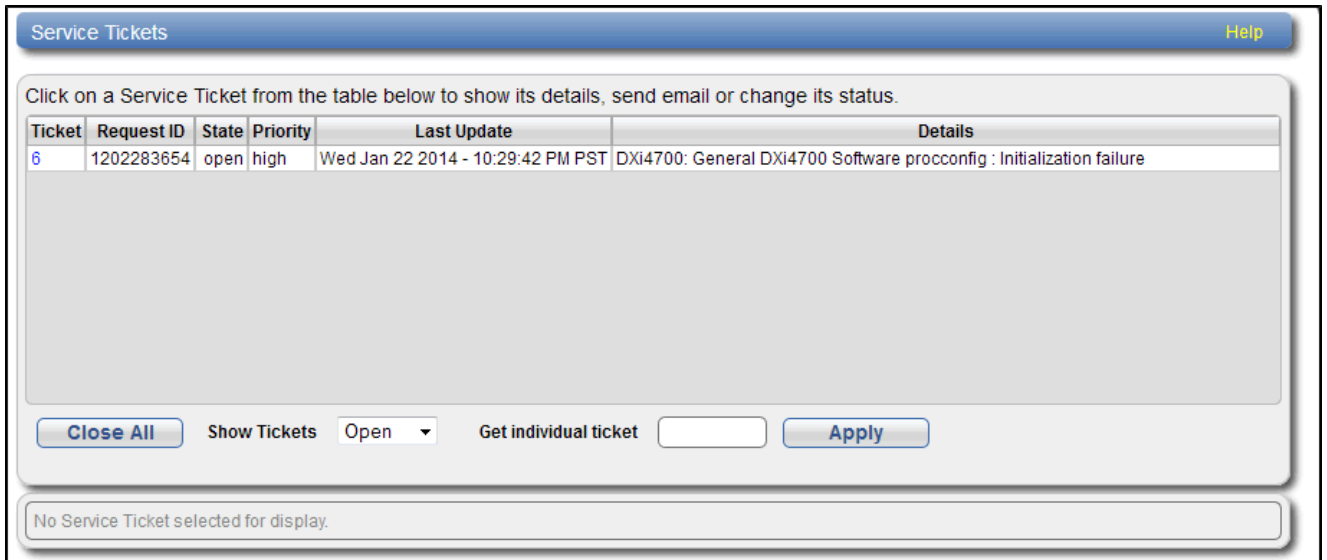 Service Tickets Help
Click on a Service Ticket from the table below to show its details, send email or change its status.
Ticket Request ID State Priority Last Update Details
6 1202283654 open high Wed Jan 22 2014 - 10:29:42 PM PST DXi4700: General DXi4700 Software procconfig : Initialization failure
Close All Show Tickets Open Get individual ticket Apply
No Service Ticket selected for display.